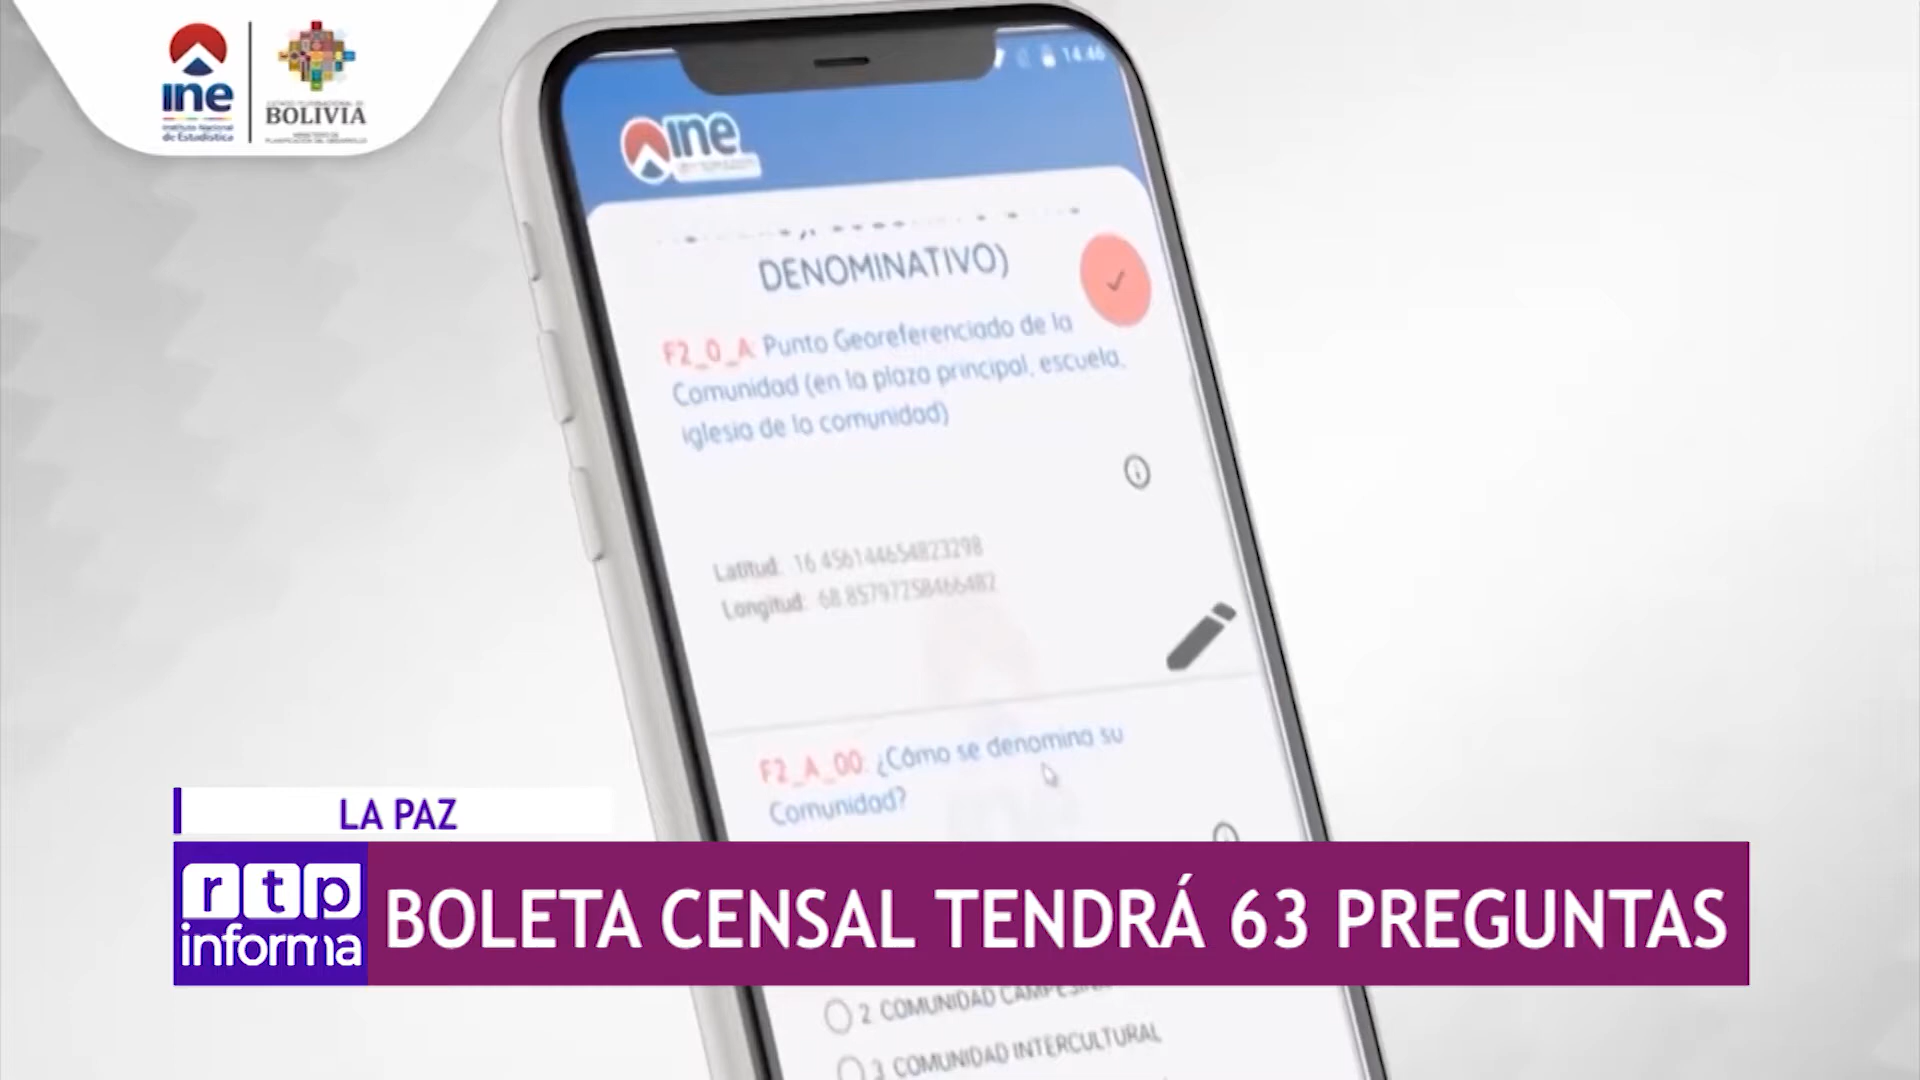 ine
Instituto Nacional
de Estadística
BOLIVIA
14:46
ine
DENOMINATIVO)
F2_0_A: Punto Georeferenciado de la
Comunidad (en la plaza principal, escuela,
iglesia de la comunidad)
Latitud: 16.456144654823298
Longitud: 68.85797258466482
F2_A_00: ¿Cómo se denomina su
Comunidad?
LA PAZ
rtp
informa
BOLETA CENSAL TENDRÁ 63 PREGUNTAS
2 COMUNIDAD CAMPESINA
3 COMUNIDAD INTERCULTURAL